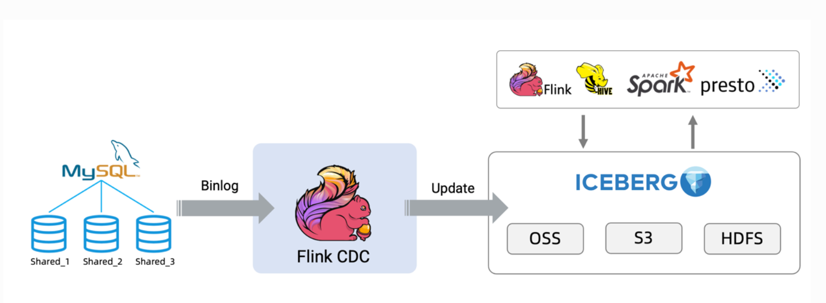 Flink
HIVE
APACHE
Spark
presto
MySQL
Binlog
Update
ICEBERG
Shared_1
Shared_2
Shared_3
Flink CDC
OSS
S3
HDFS